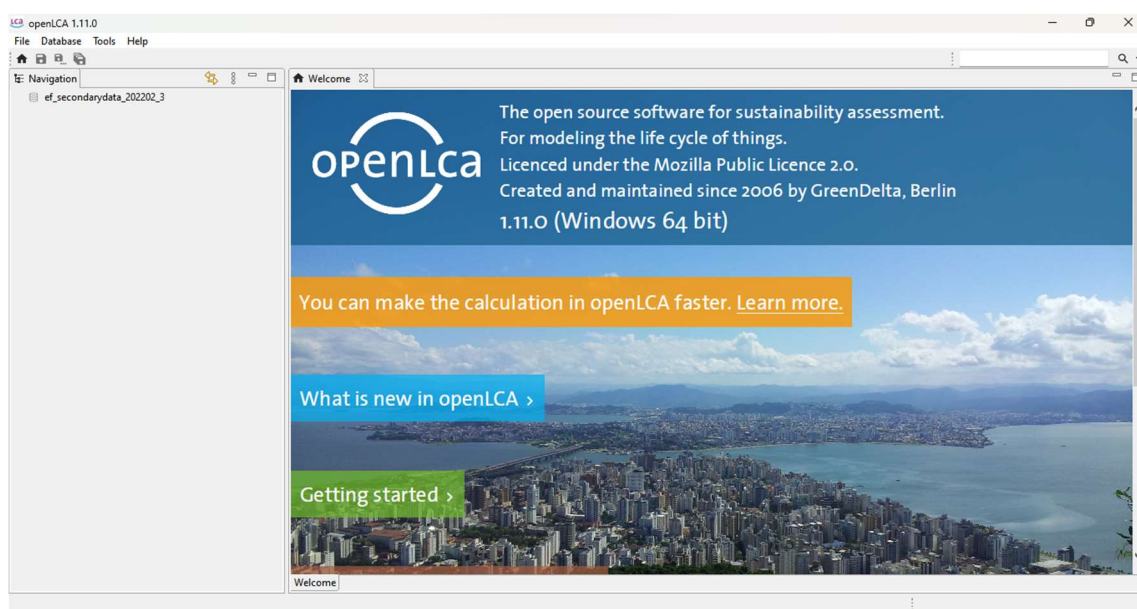 LCa openLCA 1.11.0
File Database Tools Help
Navigation
Welcome
ef_secondarydata_202202_3
openLca
The open source software for sustainability assessment.
For modeling the life cycle of things.
Licenced under the Mozilla Public Licence 2.0.
Created and maintained since 2006 by GreenDelta, Berlin
1.11.0 (Windows 64 bit)
You can make the calculation in openLCA faster. Learn more.
What is new in openLCA ›
Getting started ›
Welcome